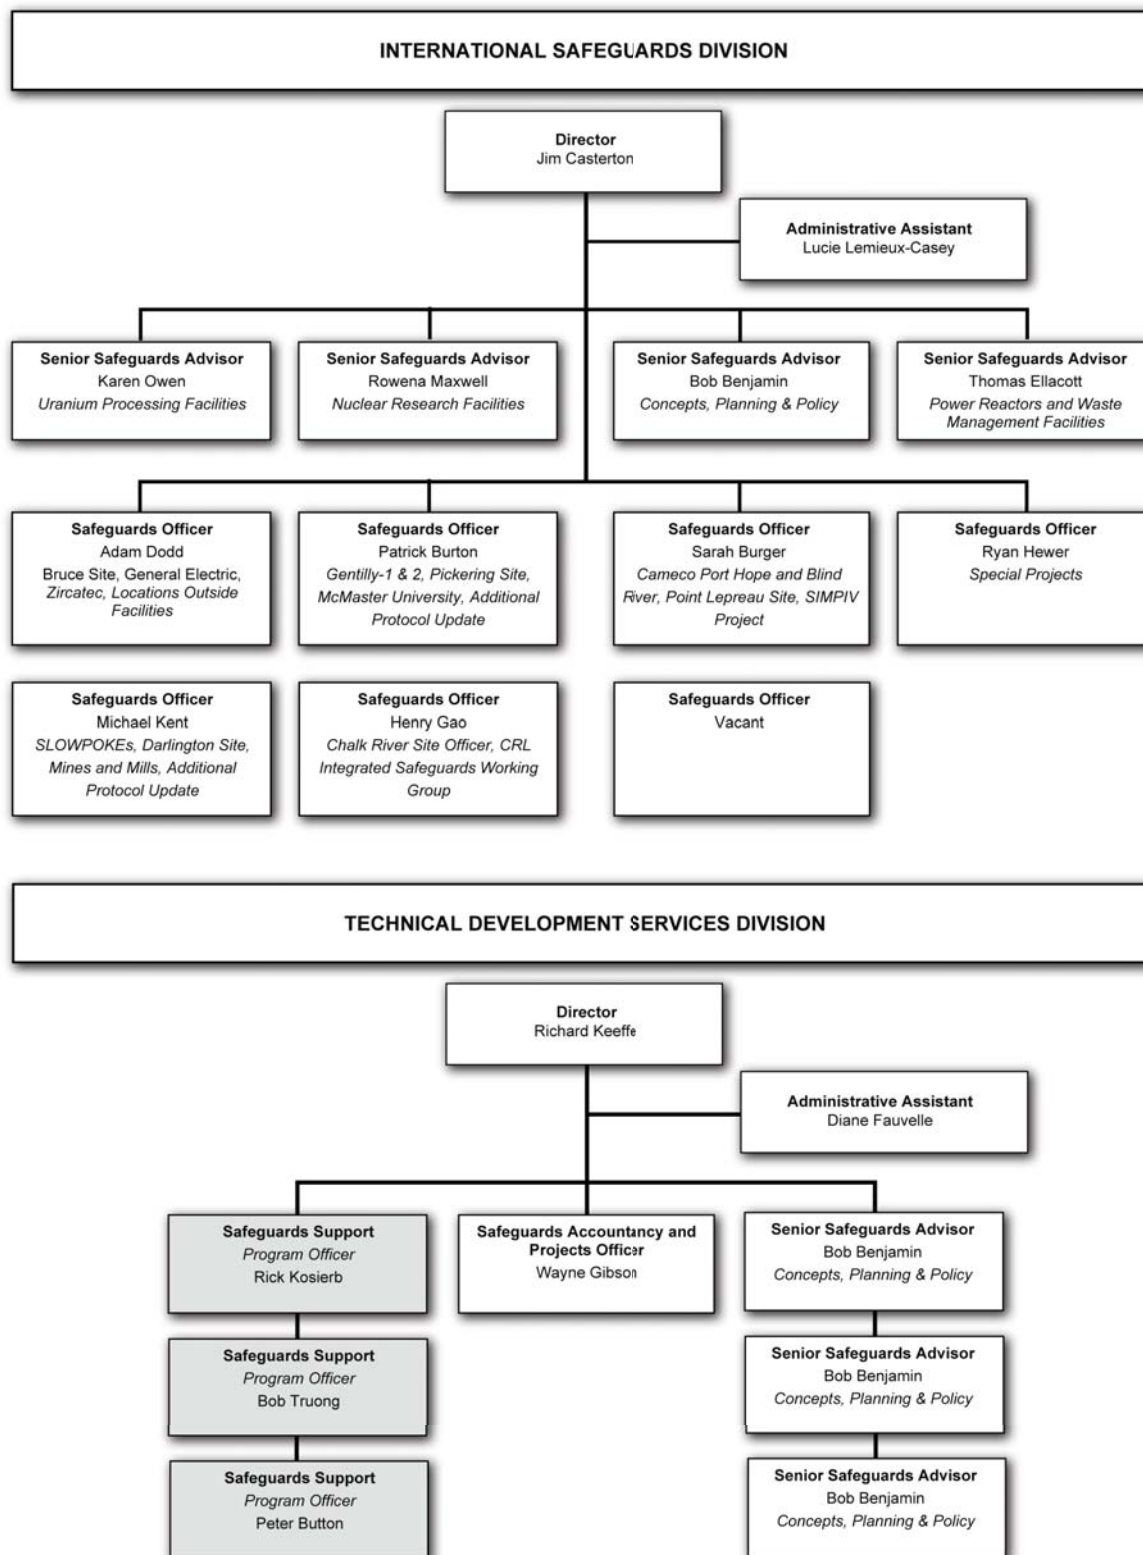 INTERNATIONAL SAFEGUARDS DIVISION
Director
Jim Casterton
Administrative Assistant
Lucie Lemieux-Casey
Senior Safeguards Advisor
Karen Owen
Uranium Processing Facilities
Senior Safeguards Advisor
Rowena Maxwell
Nuclear Research Facilities
Senior Safeguards Advisor
Bob Benjamin
Concepts, Planning & Policy
Senior Safeguards Advisor
Thomas Ellacott
Power Reactors and Waste
Management Facilities
Safeguards Officer
Adam Dodd
Bruce Site, General Electric,
Zircatec, Locations Outside
Facilities
Safeguards Officer
Patrick Burton
Gentilly-1 & 2, Pickering Site,
McMaster University, Additional
Protocol Update
Safeguards Officer
Sarah Burger
Cameco Port Hope and Blind
River, Point Lepreau Site, SIMPIV
Project
Safeguards Officer
Ryan Hewer
Special Projects
Safeguards Officer
Michael Kent
SLOWPOKEs, Darlington Site,
Mines and Mills, Additional
Protocol Update
Safeguards Officer
Henry Gao
Chalk River Site Officer, CRL
Integrated Safeguards Working
Group
Safeguards Officer
Vacant
TECHNICAL DEVELOPMENT SERVICES DIVISION
Director
Richard Keeffe
Administrative Assistant
Diane Fauvelle
Safeguards Support
Program Officer
Rick Kosierb
Safeguards Accountancy and
Projects Officer
Wayne Gibson
Senior Safeguards Advisor
Bob Benjamin
Concepts, Planning & Policy
Safeguards Support
Program Officer
Bob Truong
Senior Safeguards Advisor
Bob Benjamin
Concepts, Planning & Policy
Safeguards Support
Program Officer
Peter Button
Senior Safeguards Advisor
Bob Benjamin
Concepts, Planning & Policy